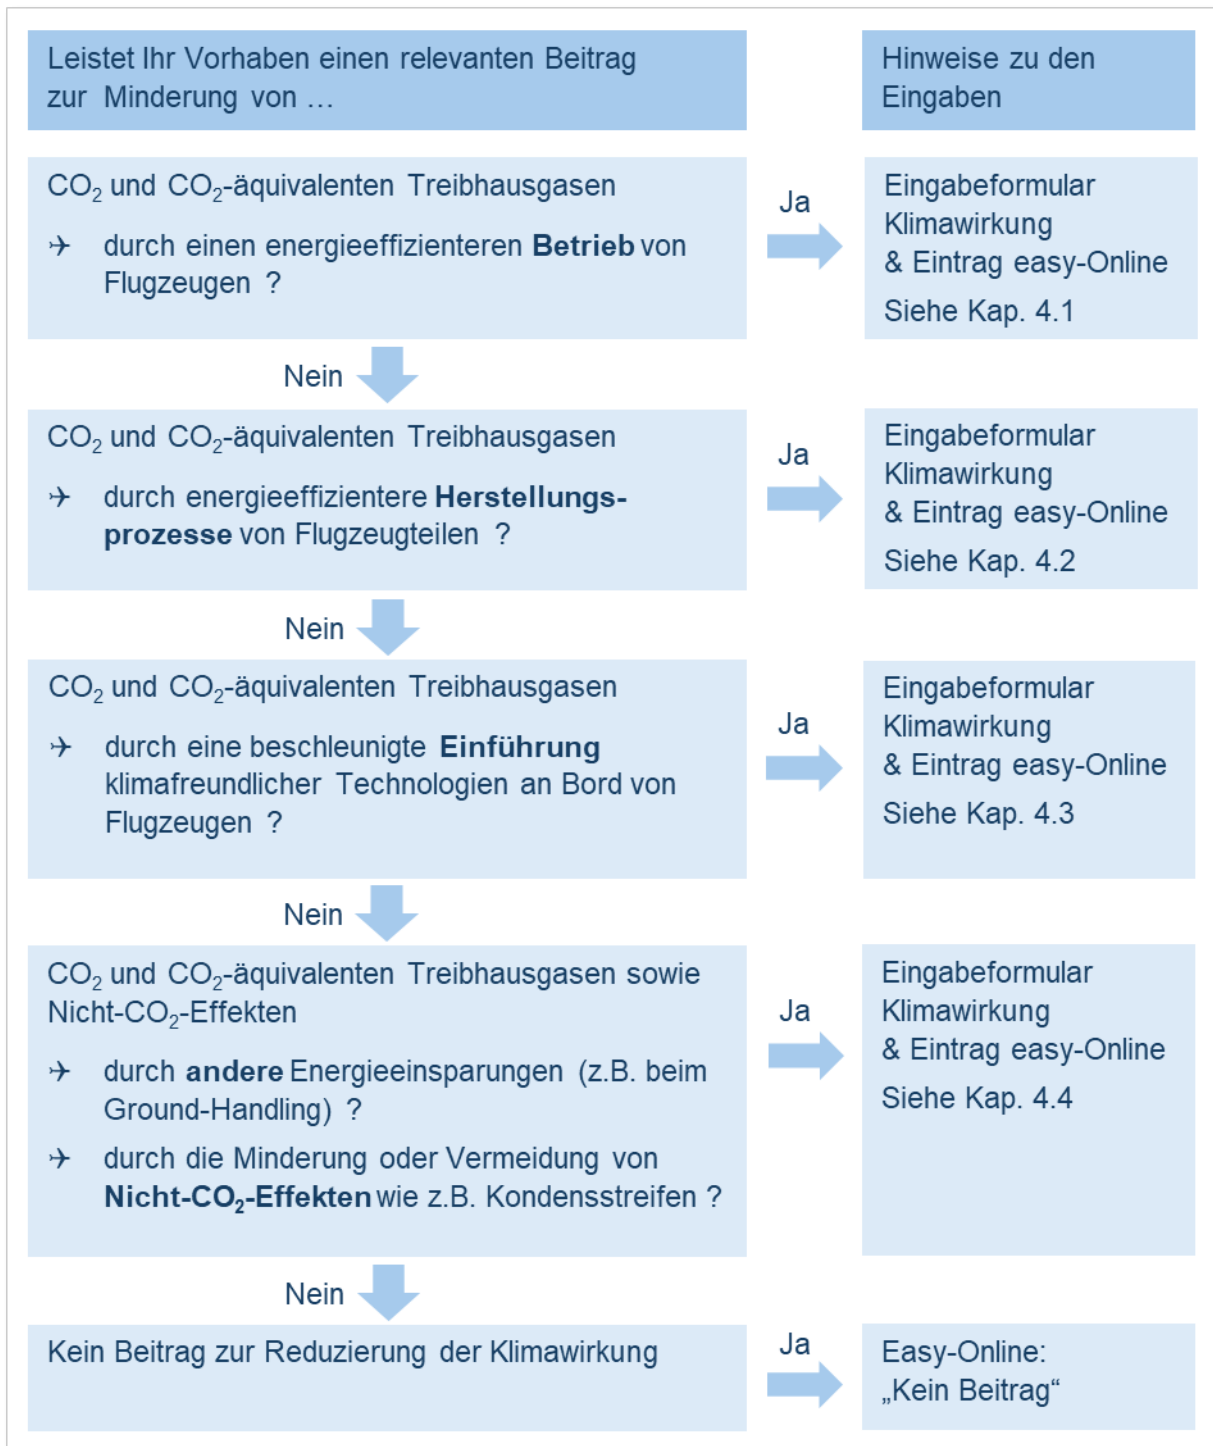 Leistet Ihr Vorhaben einen relevanten Beitrag
zur Minderung von …
Hinweise zu den
Eingaben
CO₂ und CO₂-äquivalenten Treibhausgasen
✈ durch einen energieeffizienteren Betrieb von
Flugzeugen ?
Ja
Eingabeformular
Klimawirkung
& Eintrag easy-Online
Siehe Kap. 4.1
Nein
CO₂ und CO₂-äquivalenten Treibhausgasen
✈ durch energieeffizientere Herstellungs-
prozesse von Flugzeugteilen ?
Ja
Eingabeformular
Klimawirkung
& Eintrag easy-Online
Siehe Kap. 4.2
Nein
CO₂ und CO₂-äquivalenten Treibhausgasen
✈ durch eine beschleunigte Einführung
klimafreundlicher Technologien an Bord von
Flugzeugen ?
Ja
Eingabeformular
Klimawirkung
& Eintrag easy-Online
Siehe Kap. 4.3
Nein
CO₂ und CO₂-äquivalenten Treibhausgasen sowie
Nicht-CO₂-Effekten
✈ durch andere Energieeinsparungen (z.B. beim
Ground-Handling) ?
✈ durch die Minderung oder Vermeidung von
Nicht-CO₂-Effekten wie z.B. Kondensstreifen ?
Ja
Eingabeformular
Klimawirkung
& Eintrag easy-Online
Siehe Kap. 4.4
Nein
Kein Beitrag zur Reduzierung der Klimawirkung
Ja
Easy-Online:
„Kein Beitrag“